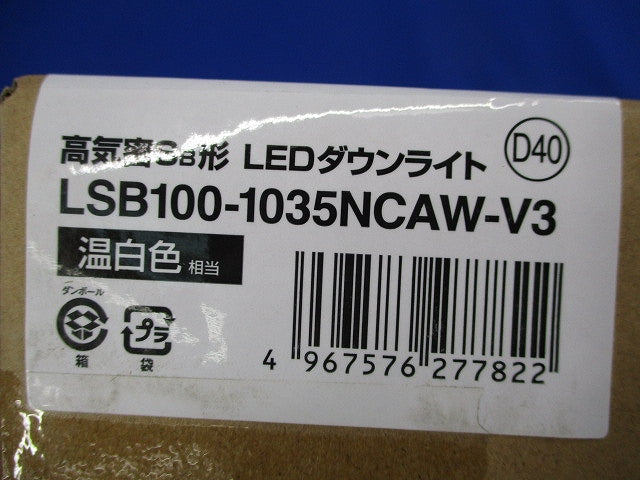 高気密SB形 LEDダウンライト D40
LSB100-1035NCAW-V3
温白色 相当
ダンボール
プラ
箱 袋
4 967576 277822